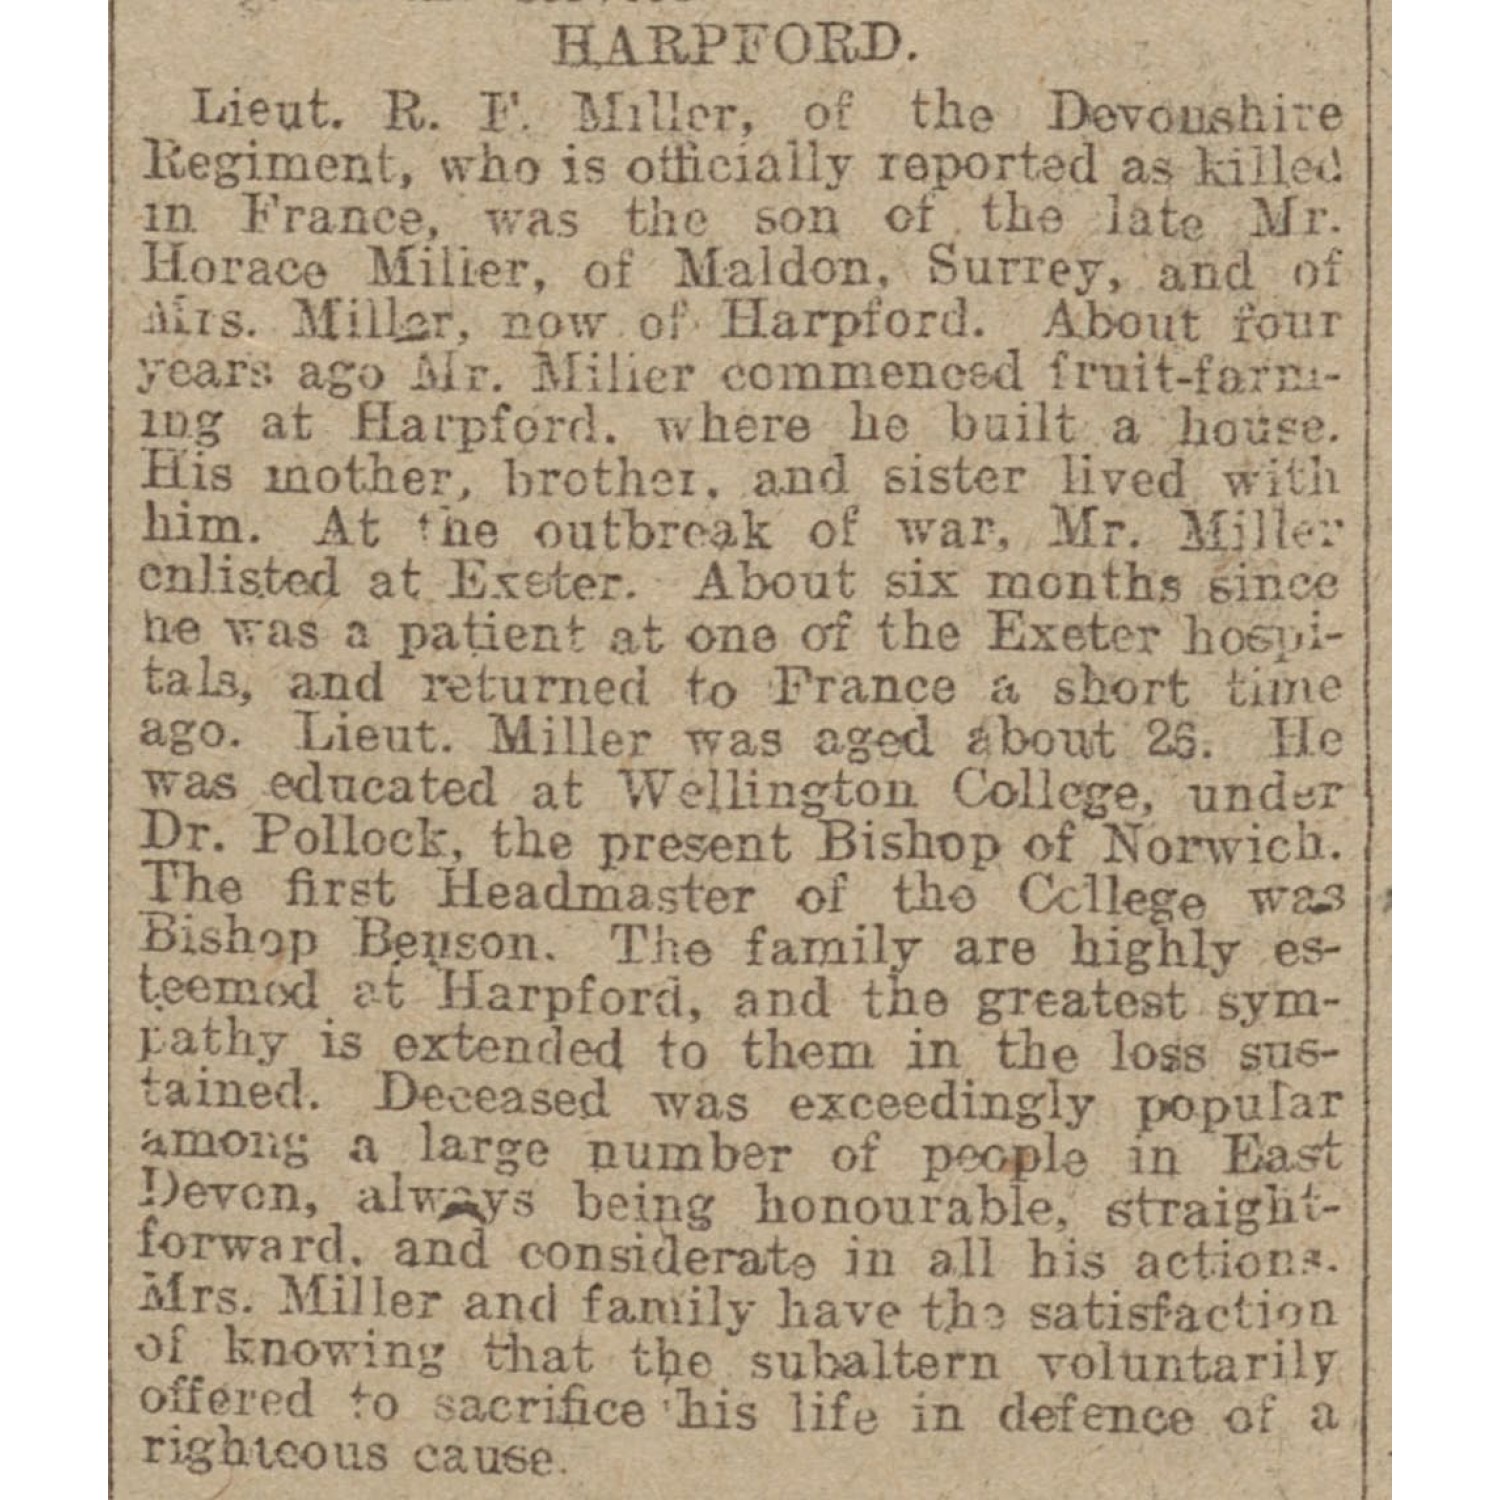 HARPFORD.
Lieut. R. F. Miller, of the Devonshire
Regiment, who is officially reported as killed
in France, was the son of the late Mr.
Horace Miller, of Maldon, Surrey, and of
Mrs. Miller, now of Harpford. About four
years ago Mr. Miller commenced fruit-farm-
ing at Harpford, where he built a house.
His mother, brother, and sister lived with
him. At the outbreak of war, Mr. Miller
enlisted at Exeter. About six months since
he was a patient at one of the Exeter hospi-
tals, and returned to France a short time
ago. Lieut. Miller was aged about 26. He
was educated at Wellington College, under
Dr. Pollock, the present Bishop of Norwich.
The first Headmaster of the College was
Bishop Benson. The family are highly es-
teemed at Harpford, and the greatest sym-
pathy is extended to them in the loss sus-
tained. Deceased was exceedingly popular
among a large number of people in East
Devon, always being honourable, straight-
forward, and considerate in all his actions.
Mrs. Miller and family have the satisfaction
of knowing that the subaltern voluntarily
offered to sacrifice his life in defence of a
righteous cause.